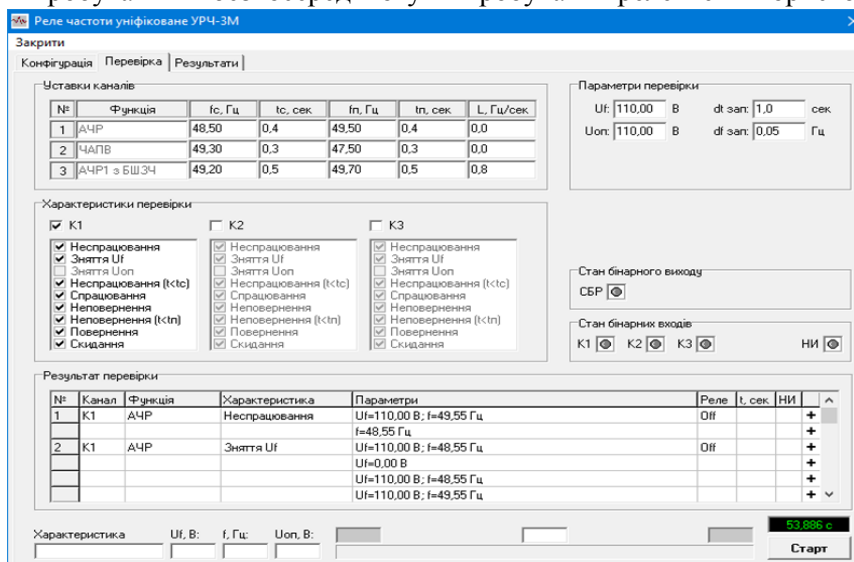 Реле частоти уніфіковане УРЧ-3М
Закрити
Конфігурація Перевірка Результати
Уставки каналів
№ Функція fc, Гц tc, сек fп, Гц tп, сек L, Гц/сек
1 АЧР 48,50 0,4 49,50 0,4 0,0
2 ЧАПВ 49,30 0,3 47,50 0,3 0,0
3 АЧР1 з БШЗЧ 49,20 0,5 49,70 0,5 0,8
Параметри перевірки
Uf: 110,00 В dt зап: 1,0 сек
Uоп: 110,00 В df зап: 0,05 Гц
Характеристики перевірки
К1 К2 К3
Неспрацювання Неспрацювання Неспрацювання
Зняття Uf Зняття Uf Зняття Uf
Зняття Uоп Зняття Uоп Зняття Uоп
Неспрацювання (t<tc) Неспрацювання (t<tc) Неспрацювання (t<tc)
Спрацювання Спрацювання Спрацювання
Неповернення Неповернення Неповернення
Неповернення (t<tп) Неповернення (t<tп) Неповернення (t<tп)
Повернення Повернення Повернення
Скидання Скидання Скидання
Стан бінарного виходу
СБР
Стан бінарних входів
К1 К2 К3 НИ
Результат перевірки
№ Канал Функція Характеристика Параметри Реле t, сек НИ
1 К1 АЧР Неспрацювання Uf=110,00 В; f=49,55 Гц Off +
f=48,55 Гц +
2 К1 АЧР Зняття Uf Uf=110,00 В; f=48,55 Гц Off +
Uf=0,00 В +
Uf=110,00 В; f=48,55 Гц +
Uf=110,00 В; f=49,55 Гц +
53,886 с
Характеристика Uf, В: f, Гц: Uоп, В:
Старт